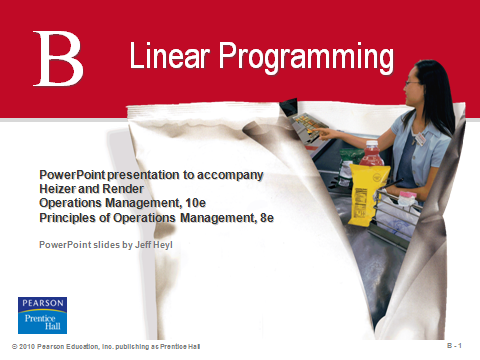 B
Linear Programming
PowerPoint presentation to accompany
Heizer and Render
Operations Management, 10e
Principles of Operations Management, 8e
PowerPoint slides by Jeff Heyl
PEARSON
Prentice
Hall
© 2010 Pearson Education, Inc. publishing as Prentice Hall
B - 1